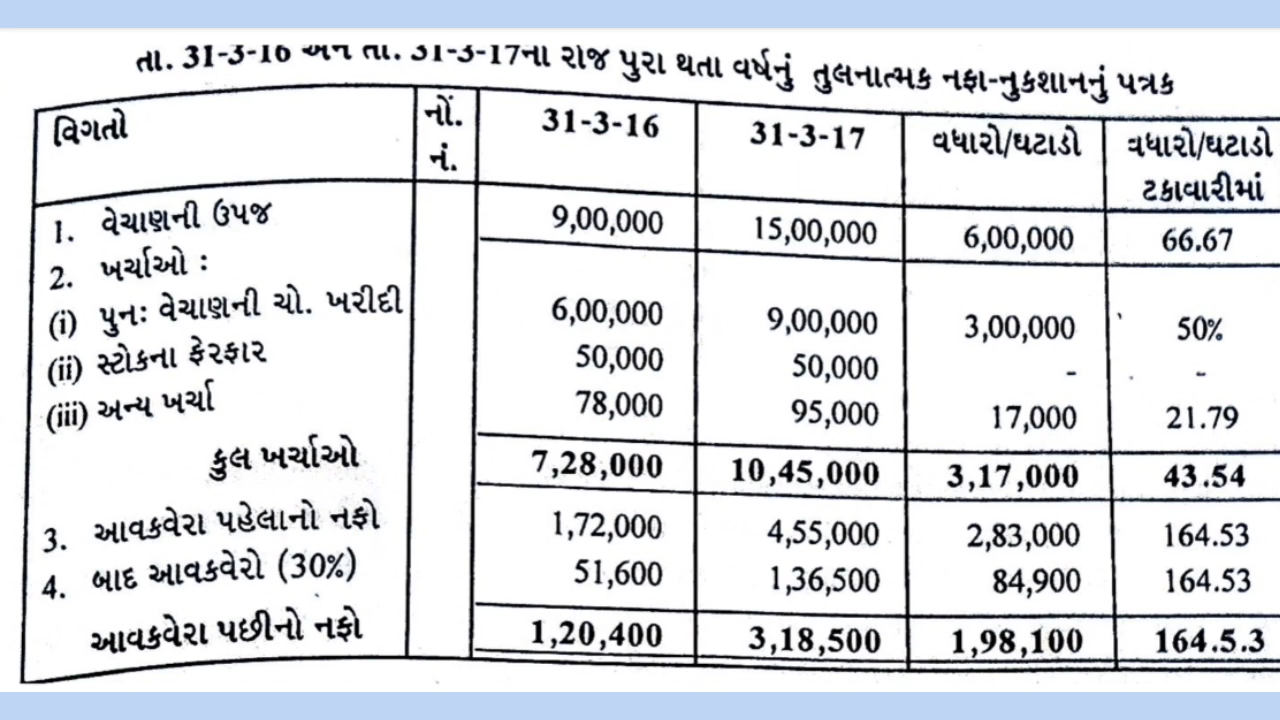 તા. 31-3-16 અને તા. 31-3-17ના રોજ પુરા થતા વર્ષનું તુલનાત્મક નફા-નુકશાનનું પત્રક
વિગતો નોં. નં. 31-3-16 31-3-17 વધારો/ઘટાડો વધારો/ઘટાડો ટકાવારીમાં
1. વેચાણની ઉપજ 9,00,000 15,00,000 6,00,000 66.67
2. ખર્ચાઓ :
(i) પુનઃ વેચાણની ચો. ખરીદી 6,00,000 9,00,000 3,00,000 50%
(ii) સ્ટોકના ફેરફાર 50,000 50,000 - -
(iii) અન્ય ખર્ચા 78,000 95,000 17,000 21.79
કુલ ખર્ચાઓ 7,28,000 10,45,000 3,17,000 43.54
3. આવકવેરા પહેલાનો નફો 1,72,000 4,55,000 2,83,000 164.53
4. બાદ આવકવેરો (30%) 51,600 1,36,500 84,900 164.53
આવકવેરા પછીનો નફો 1,20,400 3,18,500 1,98,100 164.5.3